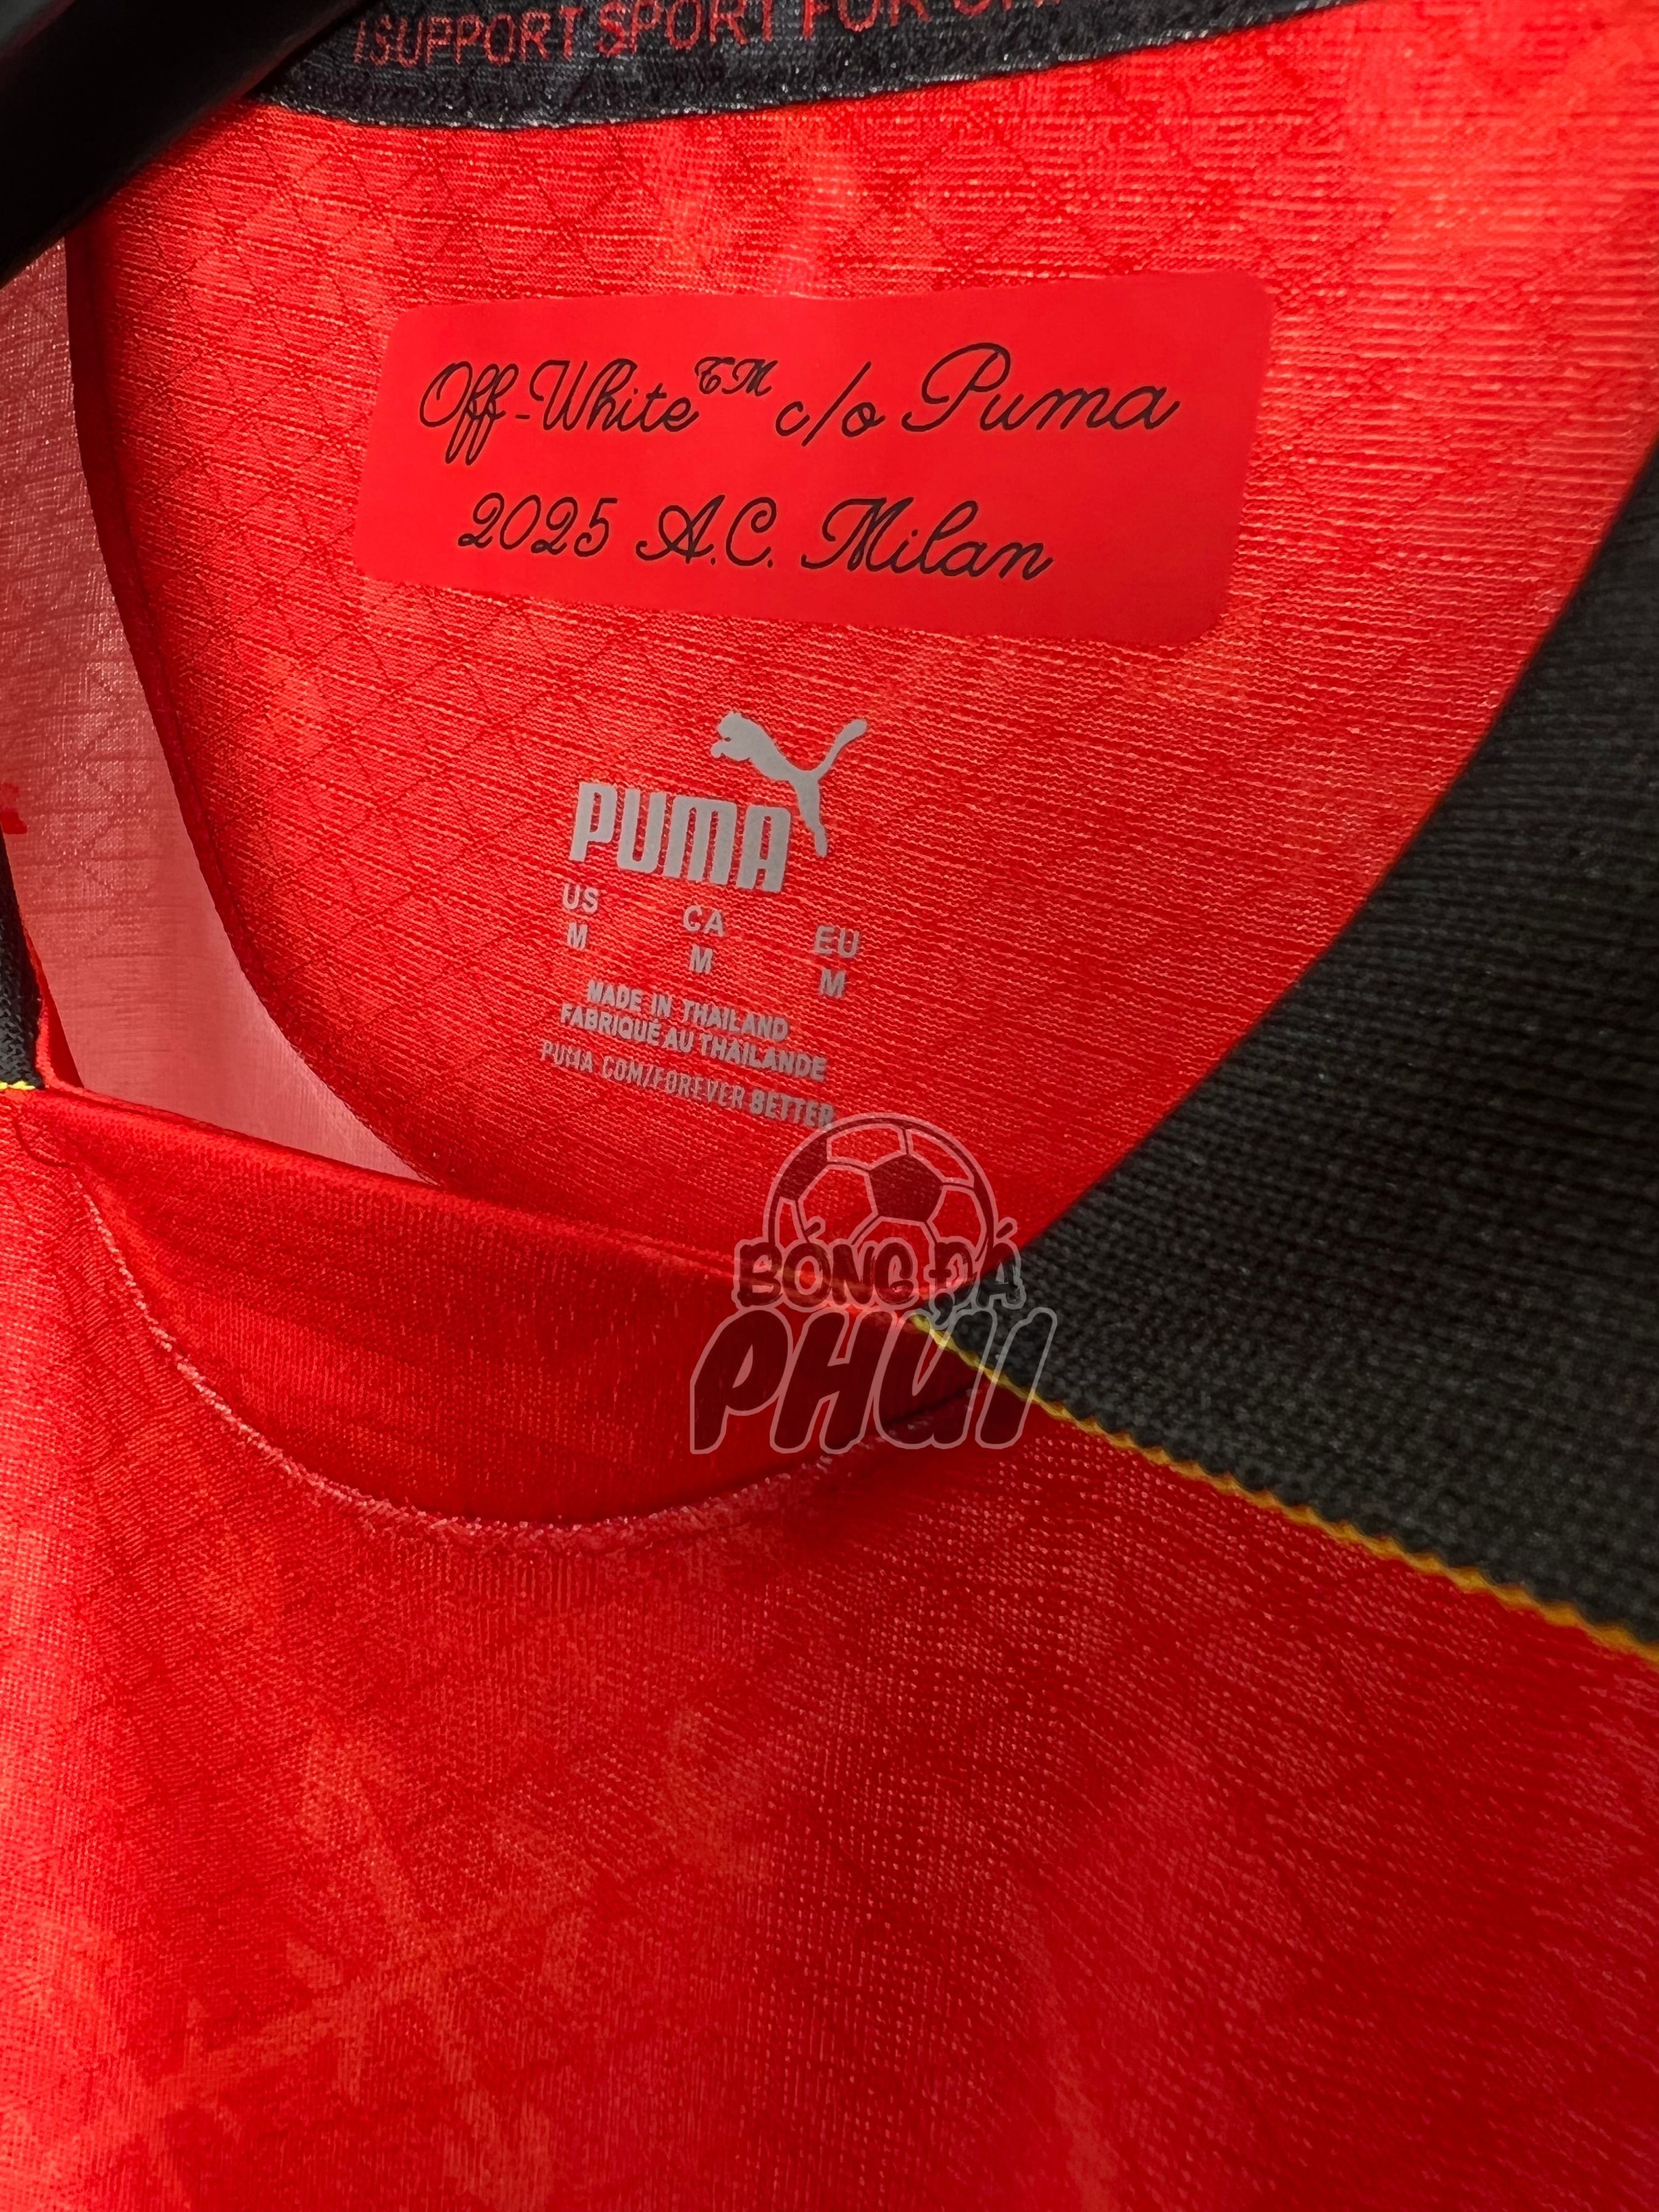 I SUPPORT SPORT FOR
Off-White™ c/o Puma
2025 A.C. Milan
PUMA
US CA EU
M M M
MADE IN THAILAND
FABRIQUÉ AU THAILANDE
PUMA.COM/FOREVER BETTER
BÓNG ĐÁ
PHỦI